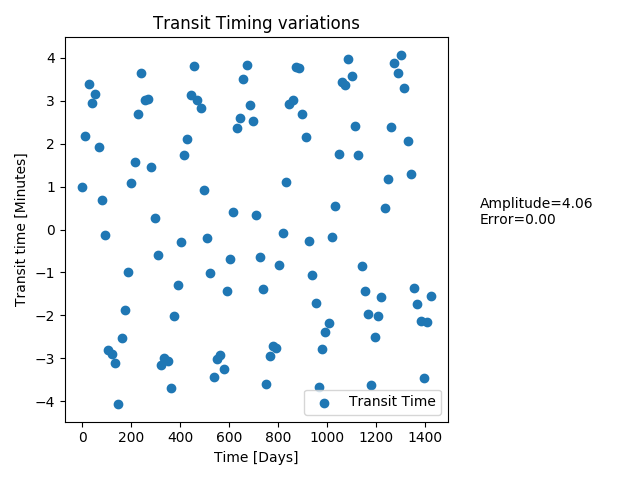 Transit Timing variations
Transit time [Minutes]
4
3
2
1
0
−1
−2
−3
−4
Amplitude=4.06
Error=0.00
Transit Time
0 200 400 600 800 1000 1200 1400
Time [Days]